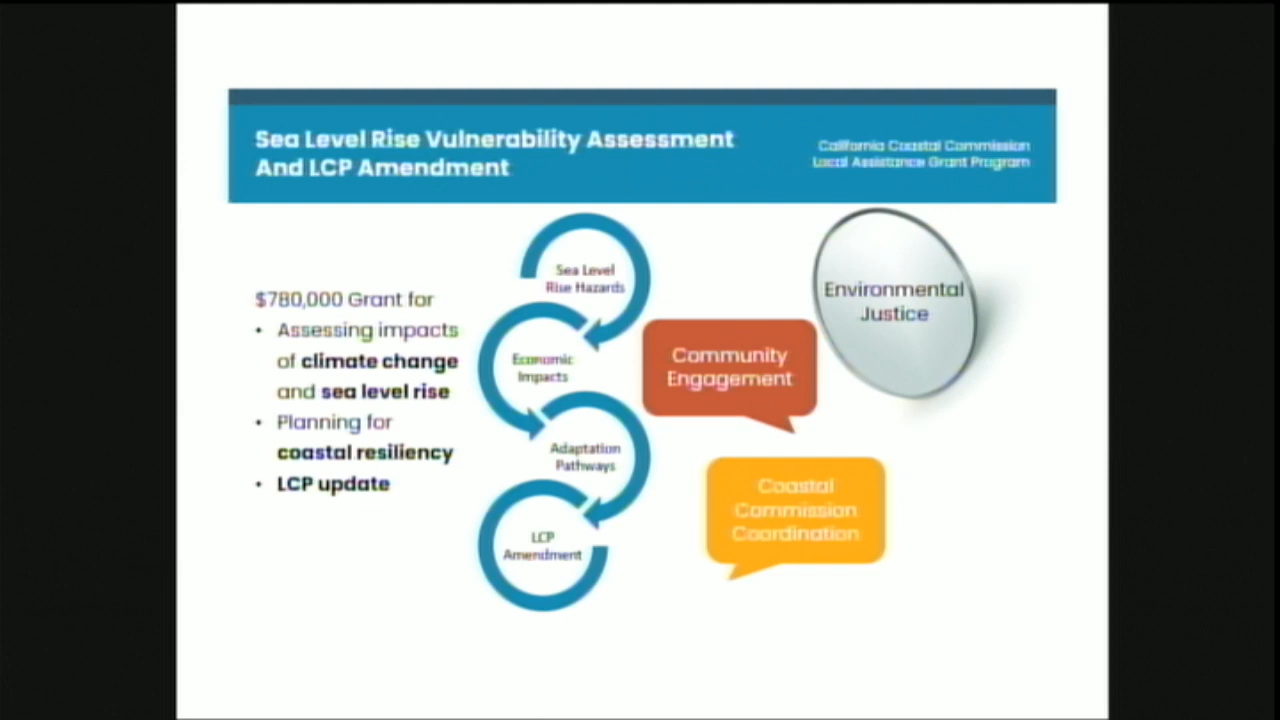 Sea Level Rise Vulnerability Assessment
And LCP Amendment
California Coastal Commission
Local Assistance Grant Program
$780,000 Grant for
• Assessing impacts
of climate change
and sea level rise
• Planning for
coastal resiliency
• LCP update
Sea Level
Rise Hazards
Economic
Impacts
Adaptation
Pathways
LCP
Amendment
Community
Engagement
Coastal
Commission
Coordination
Environmental
Justice